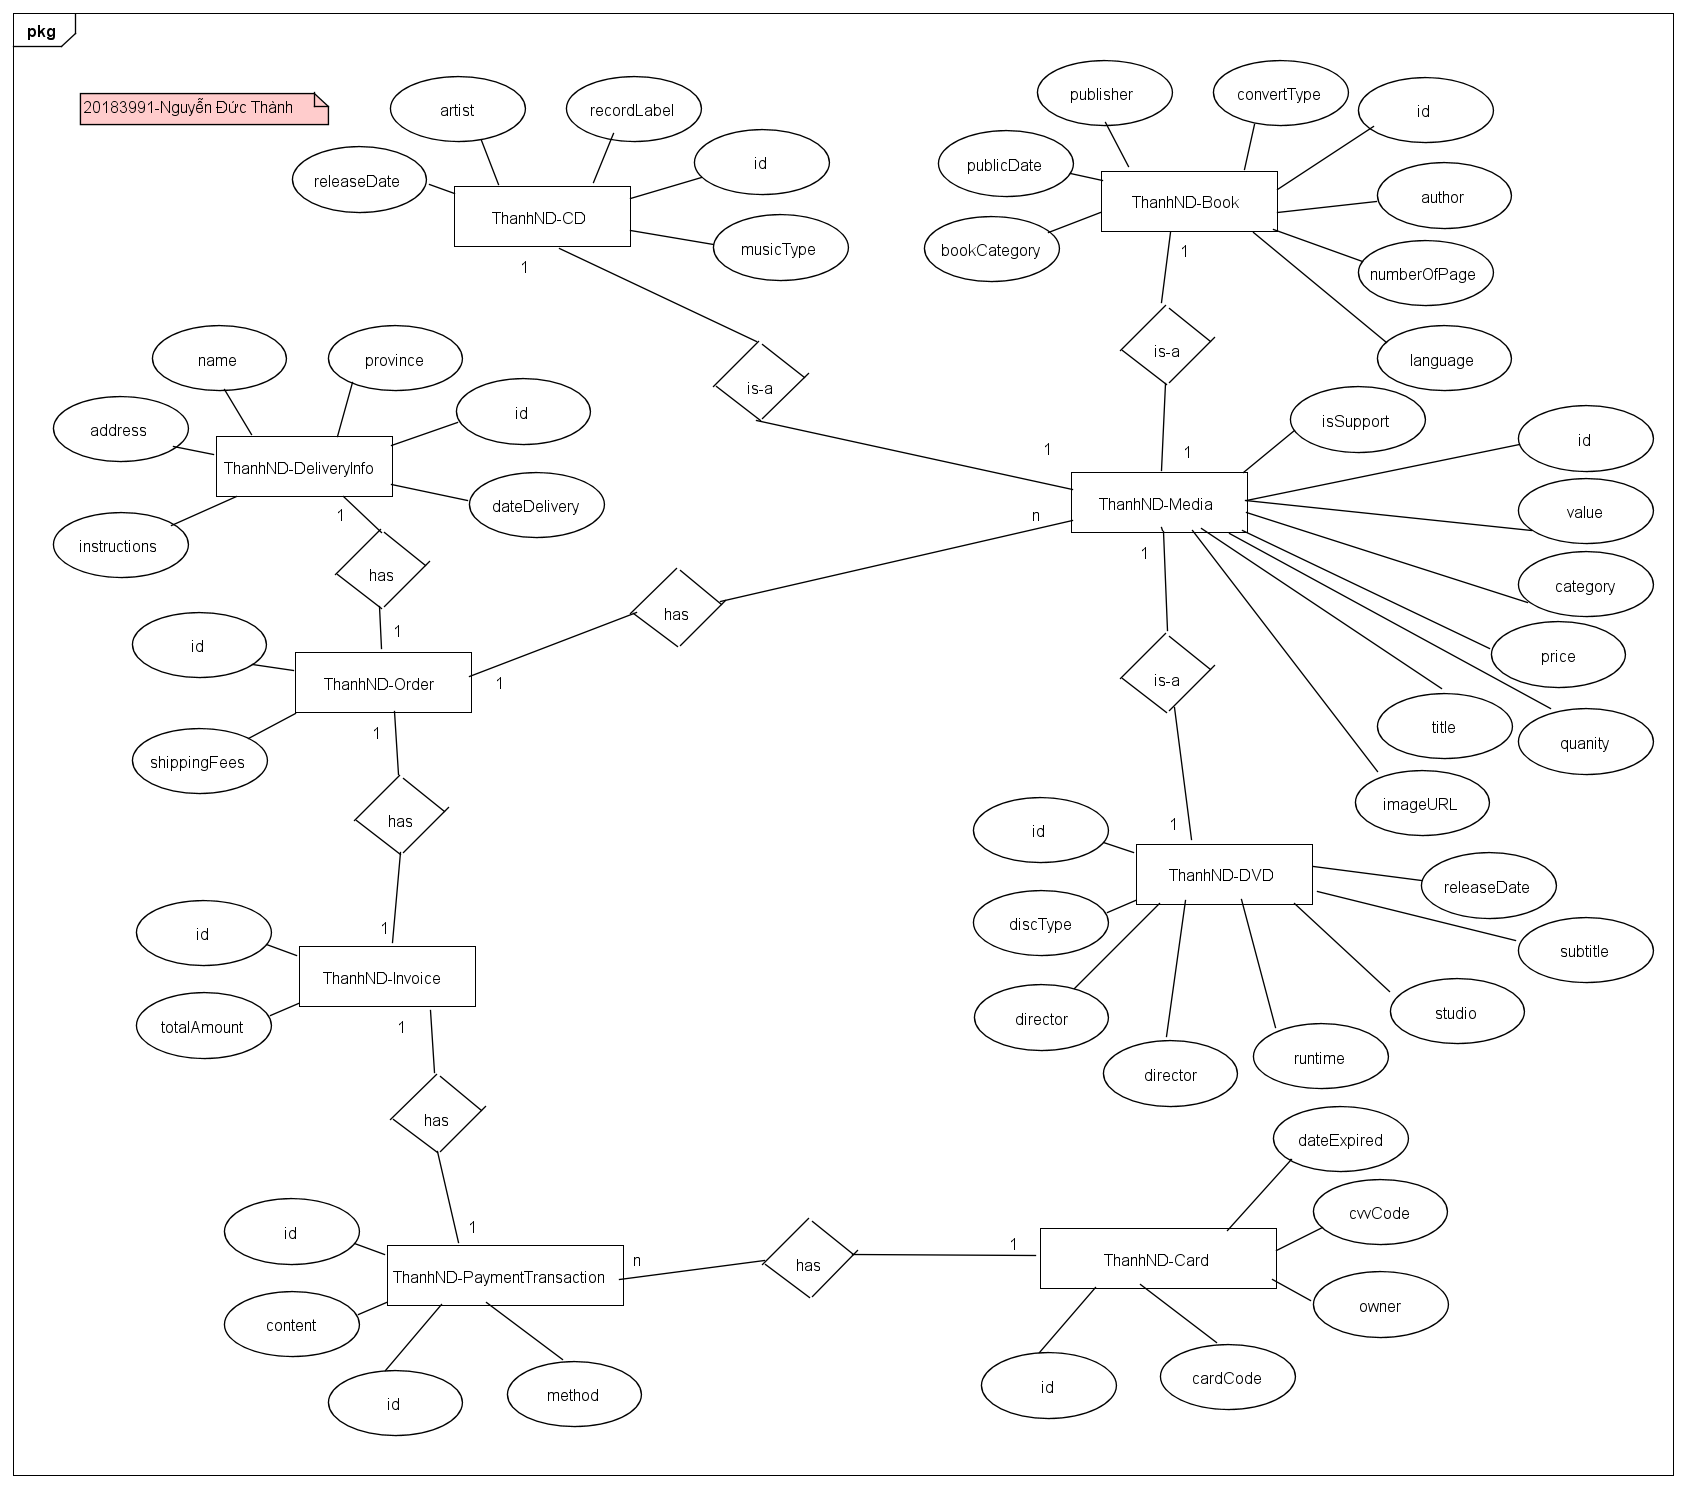 pkg
20183991-Nguyễn Đức Thành
artist
recordLabel
id
releaseDate
ThanhND-CD
musicType
1
publisher
convertType
id
publicDate
ThanhND-Book
author
bookCategory
numberOfPage
language
1
is-a
is-a
name
province
id
address
ThanhND-DeliveryInfo
dateDelivery
instructions
1
has
1
isSupport
id
1
1
ThanhND-Media
value
n
1
category
price
title
quanity
imageURL
has
is-a
id
ThanhND-Order
1
shippingFees
1
has
1
id
ThanhND-DVD
releaseDate
discType
subtitle
director
director
runtime
studio
1
id
ThanhND-Invoice
totalAmount
1
has
1
id
ThanhND-PaymentTransaction
n
content
id
method
has
1
dateExpired
cvvCode
ThanhND-Card
owner
id
cardCode